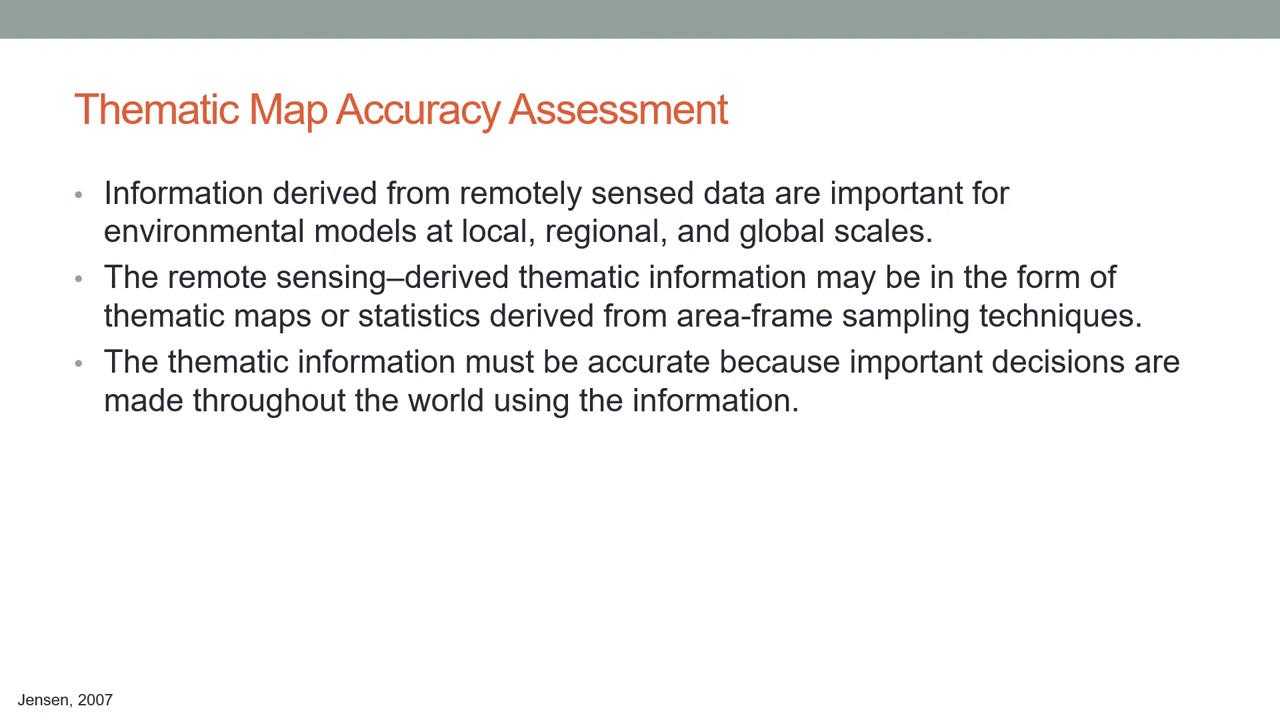 Thematic Map Accuracy Assessment
• Information derived from remotely sensed data are important for
environmental models at local, regional, and global scales.
• The remote sensing–derived thematic information may be in the form of
thematic maps or statistics derived from area-frame sampling techniques.
• The thematic information must be accurate because important decisions are
made throughout the world using the information.
Jensen, 2007